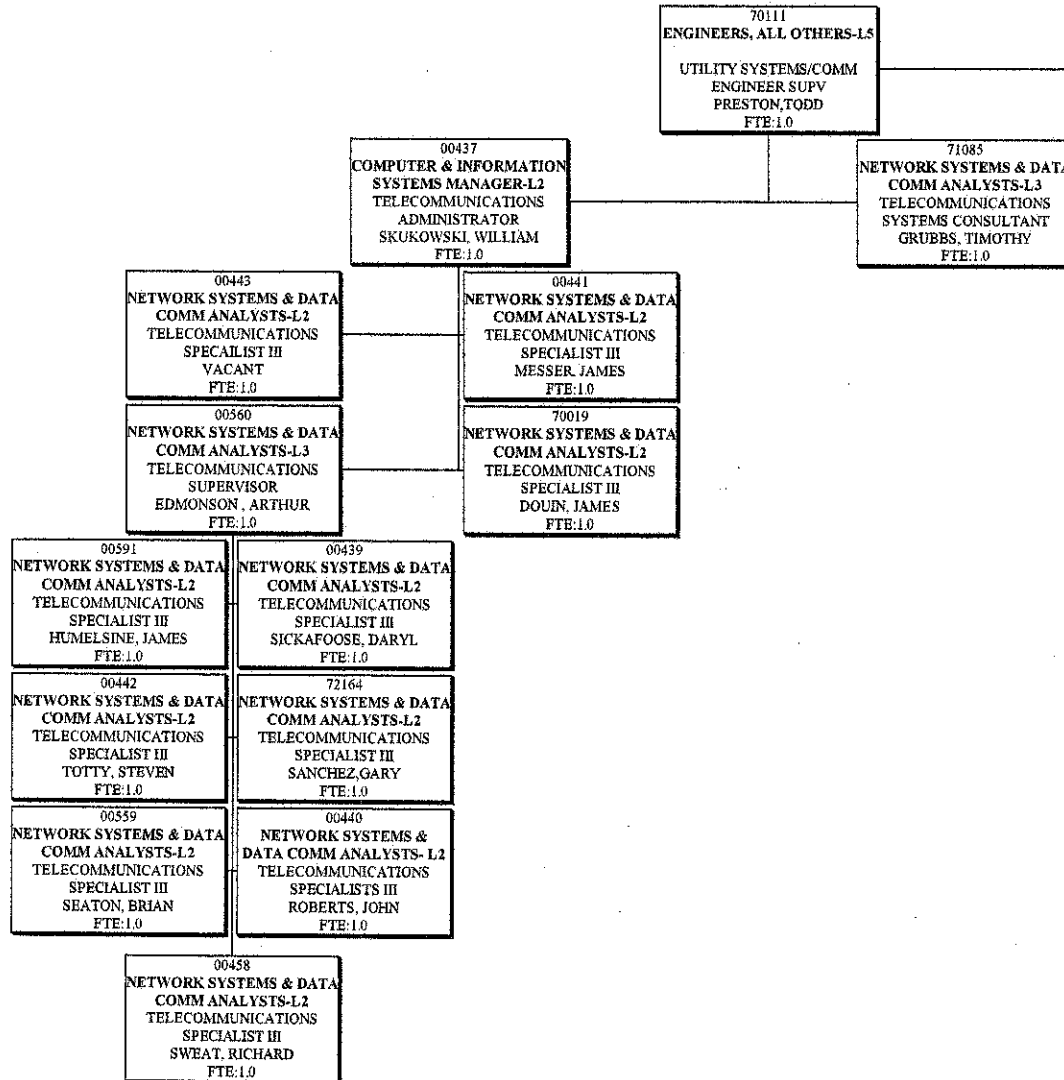 70111
ENGINEERS, ALL OTHERS-L5
UTILITY SYSTEMS/COMM
ENGINEER SUPV
PRESTON,TODD
FTE:1.0
00437
COMPUTER & INFORMATION
SYSTEMS MANAGER-L2
TELECOMMUNICATIONS
ADMINISTRATOR
SKUKOWSKI, WILLIAM
FTE:1.0
71085
NETWORK SYSTEMS & DATA
COMM ANALYSTS-L3
TELECOMMUNICATIONS
SYSTEMS CONSULTANT
GRUBBS, TIMOTHY
FTE:1.0
00443
NETWORK SYSTEMS & DATA
COMM ANALYSTS-L2
TELECOMMUNICATIONS
SPECAILIST III
VACANT
FTE:1.0
00441
NETWORK SYSTEMS & DATA
COMM ANALYSTS-L2
TELECOMMUNICATIONS
SPECIALIST III
MESSER, JAMES
FTE:1.0
00560
NETWORK SYSTEMS & DATA
COMM ANALYSTS-L3
TELECOMMUNICATIONS
SUPERVISOR
EDMONSON , ARTHUR
FTE:1.0
70019
NETWORK SYSTEMS & DATA
COMM ANALYSTS-L2
TELECOMMUNICATIONS
SPECIALIST III
DOUIN, JAMES
FTE:1.0
00591
NETWORK SYSTEMS & DATA
COMM ANALYSTS-L2
TELECOMMUNICATIONS
SPECIALIST III
HUMELSINE, JAMES
FTE:1.0
00439
NETWORK SYSTEMS & DATA
COMM ANALYSTS-L2
TELECOMMUNICATIONS
SPECIALIST III
SICKAFOOSE, DARYL
FTE:1.0
00442
NETWORK SYSTEMS & DATA
COMM ANALYSTS-L2
TELECOMMUNICATIONS
SPECIALIST III
TOTTY, STEVEN
FTE:1.0
72164
NETWORK SYSTEMS & DATA
COMM ANALYSTS-L2
TELECOMMUNICATIONS
SPECIALIST III
SANCHEZ,GARY
FTE:1.0
00559
NETWORK SYSTEMS & DATA
COMM ANALYSTS-L2
TELECOMMUNICATIONS
SPECIALIST III
SEATON, BRIAN
FTE:1.0
00440
NETWORK SYSTEMS &
DATA COMM ANALYSTS- L2
TELECOMMUNICATIONS
SPECIALISTS III
ROBERTS, JOHN
FTE:1.0
00458
NETWORK SYSTEMS & DATA
COMM ANALYSTS-L2
TELECOMMUNICATIONS
SPECIALIST III
SWEAT, RICHARD
FTE:1.0